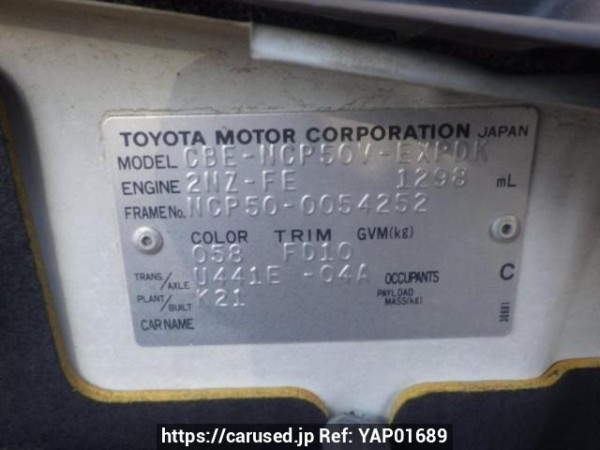 TOYOTA MOTOR CORPORATION JAPAN
MODEL CBE-NCP50V-EXPDK
ENGINE 2NZ-FE 1298 mL
FRAME No. NCP50-0054252
COLOR TRIM GVM(kg)
058 FD10
TRANS./AXLE U441E -04A OCCUPANTS C
PLANT/BUILT K21 PAYLOAD MASS(kg)
CAR NAME
https://carused.jp Ref: YAP01689